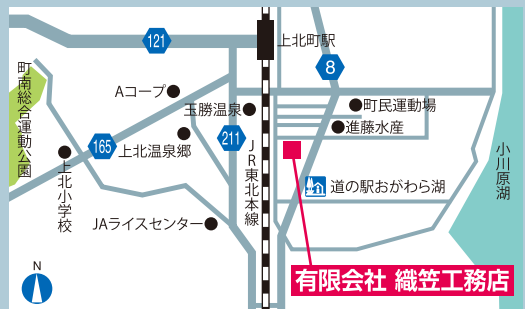 121
上北町駅
8
町南総合運動公園
Aコープ
玉勝温泉
町民運動場
進藤水産
165
上北温泉郷
211
JR東北本線
小川原湖
上北小学校
道の駅おがわら湖
JAライスセンター
N
有限会社 織笠工務店